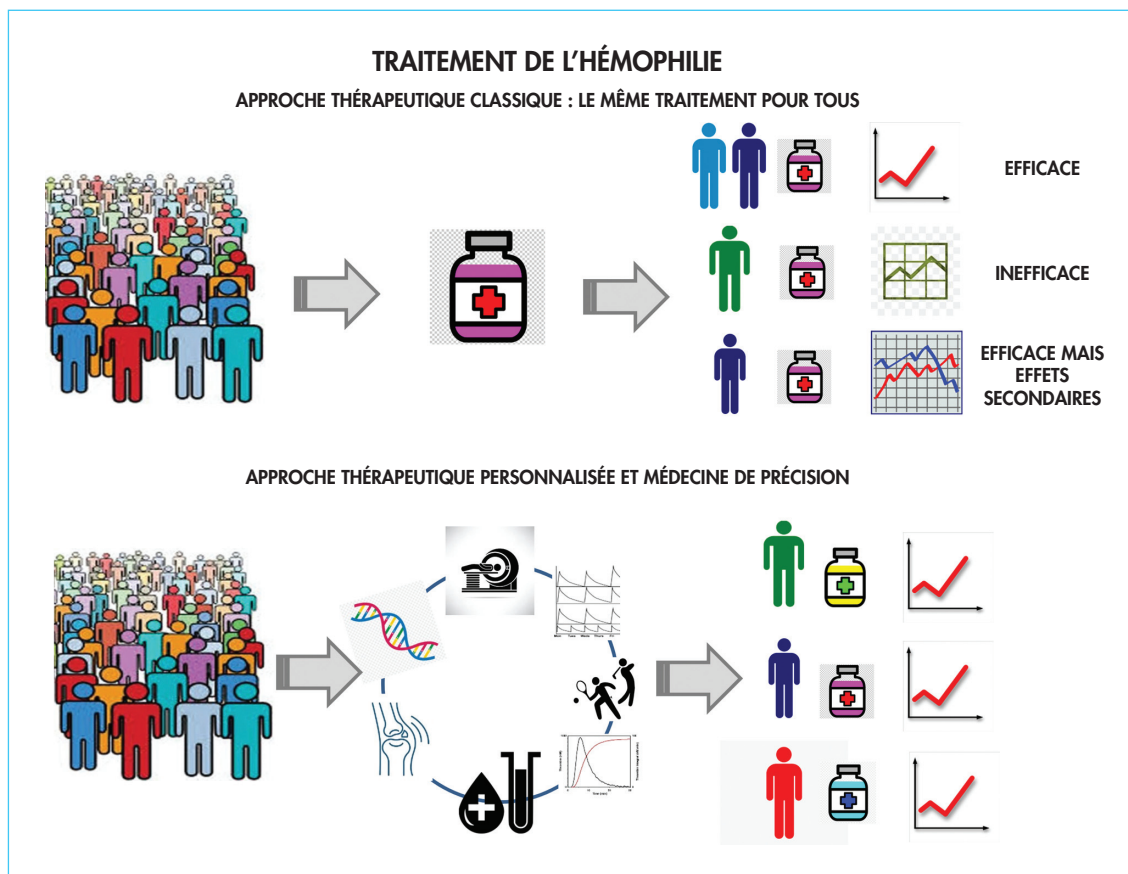 TRAITEMENT DE L’HÉMOPHILIE
APPROCHE THÉRAPEUTIQUE CLASSIQUE : LE MÊME TRAITEMENT POUR TOUS
EFFICACE
INEFFICACE
EFFICACE MAIS
EFFETS
SECONDAIRES
APPROCHE THÉRAPEUTIQUE PERSONNALISÉE ET MÉDECINE DE PRÉCISION